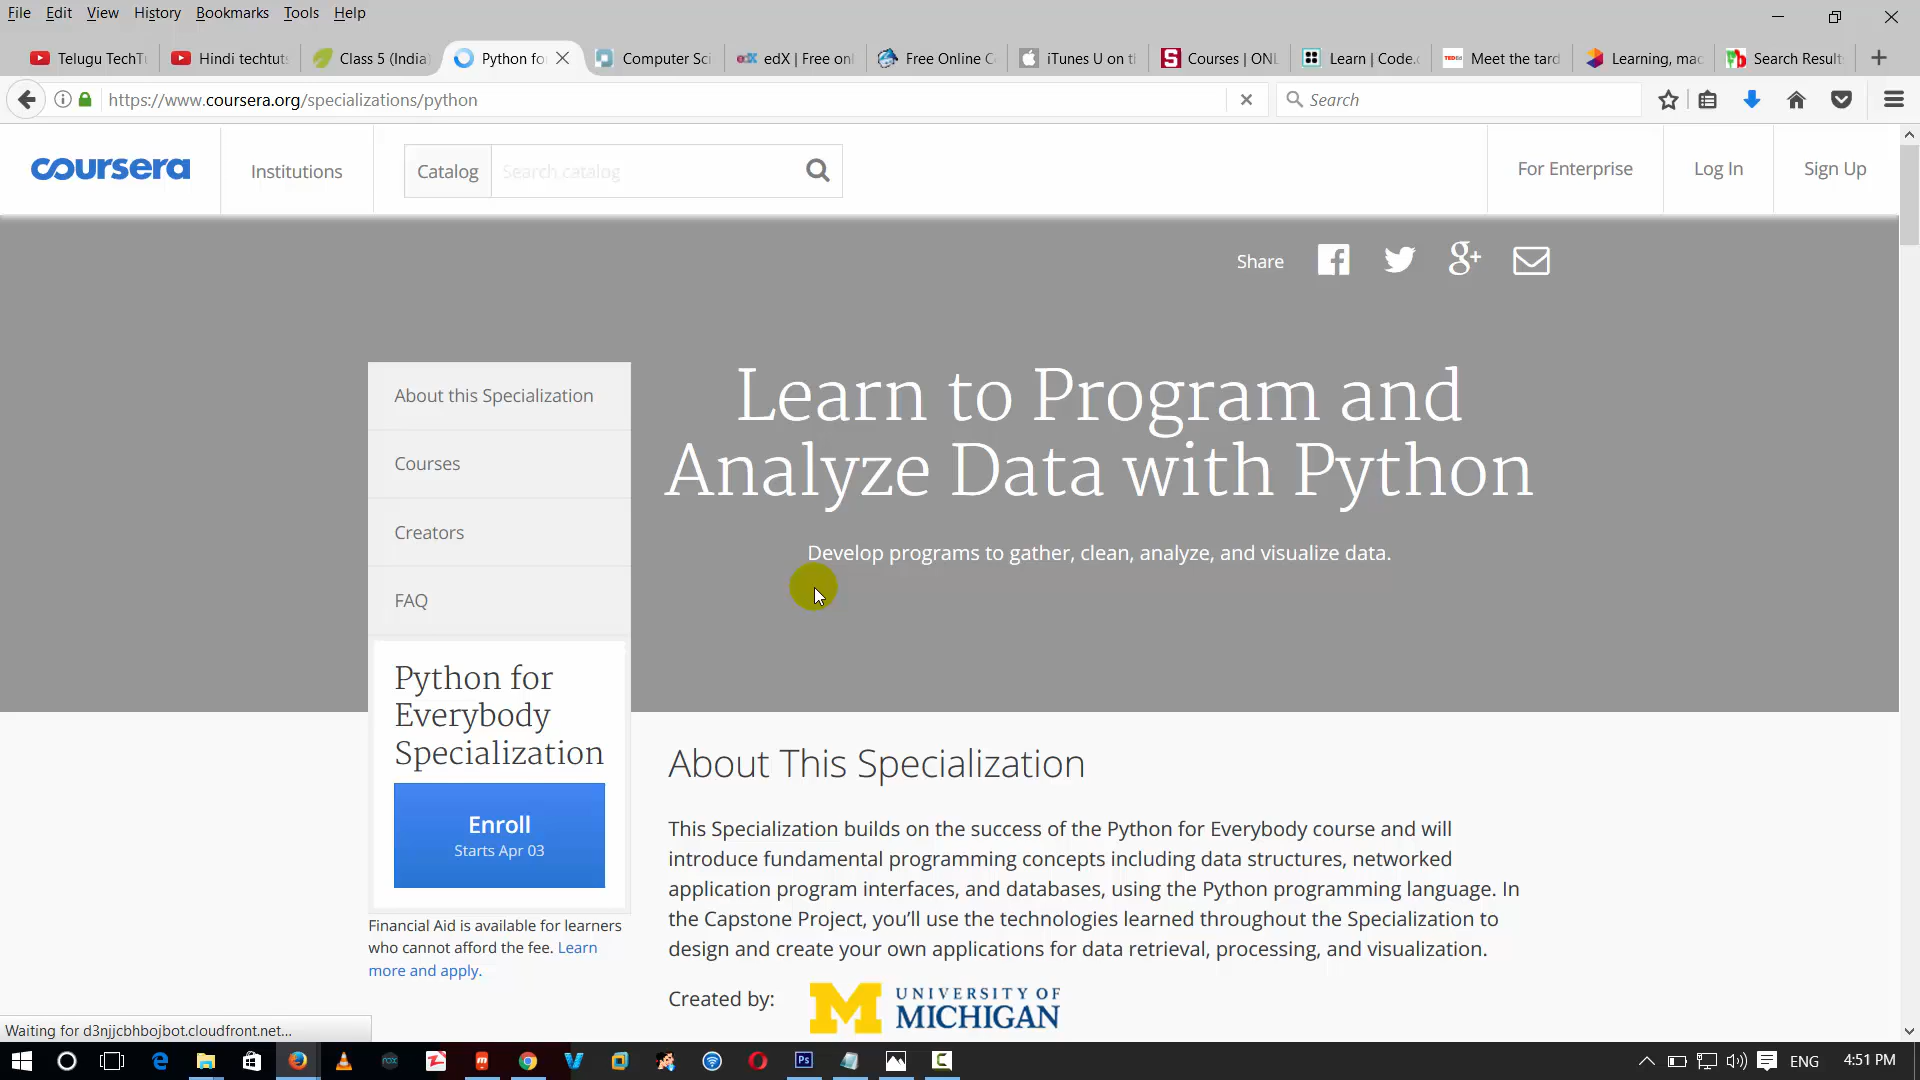 File Edit View History Bookmarks Tools Help
Telugu TechTu
Hindi techtuts
Class 5 (India)
Python fo
Computer Sci
edX | Free onl
Free Online C
iTunes U on t
Courses | ONL
Learn | Code.
Meet the tard
Learning, mac
Search Result
https://www.coursera.org/specializations/python
Search
coursera
Institutions
Catalog
Search catalog
For Enterprise
Log In
Sign Up
Share
About this Specialization
Courses
Creators
FAQ
Learn to Program and
Analyze Data with Python
Develop programs to gather, clean, analyze, and visualize data.
Python for
Everybody
Specialization
Enroll
Starts Apr 03
Financial Aid is available for learners
who cannot afford the fee. Learn
more and apply.
About This Specialization
This Specialization builds on the success of the Python for Everybody course and will
introduce fundamental programming concepts including data structures, networked
application program interfaces, and databases, using the Python programming language. In
the Capstone Project, you’ll use the technologies learned throughout the Specialization to
design and create your own applications for data retrieval, processing, and visualization.
Created by:
UNIVERSITY OF
MICHIGAN
Waiting for d3njjcbhbojbot.cloudfront.net...
ENG
4:51 PM